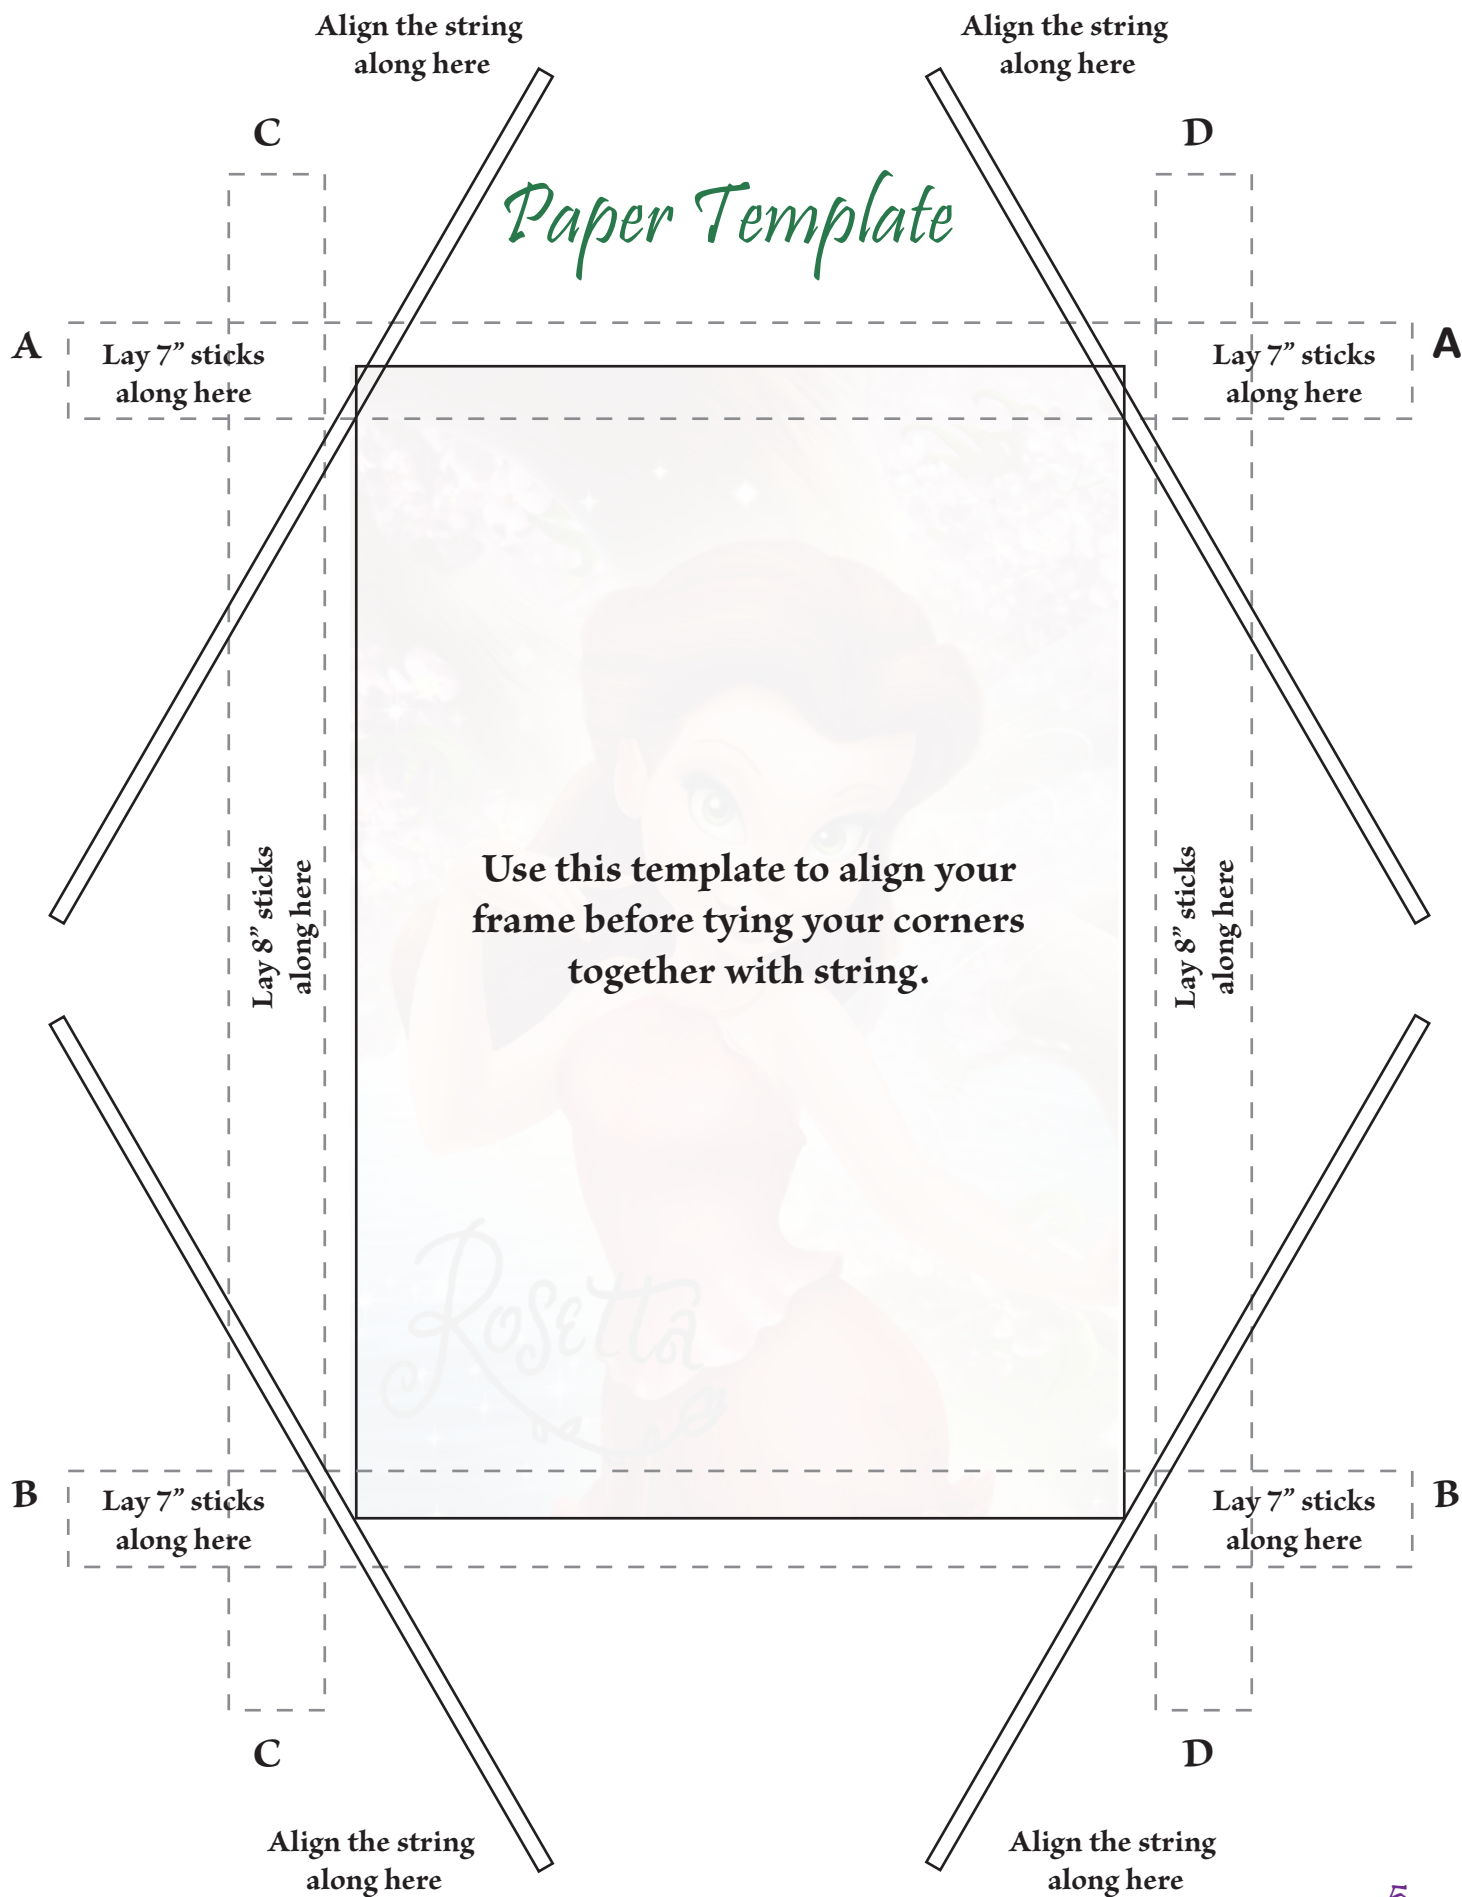 Align the string
along here
Align the string
along here
C
D
Paper Template
A
Lay 7” sticks
along here
Lay 7” sticks
along here
A
Lay 8” sticks
along here
Use this template to align your
frame before tying your corners
together with string.
Lay 8” sticks
along here
Rosetta
B
Lay 7” sticks
along here
Lay 7” sticks
along here
B
C
D
Align the string
along here
Align the string
along here
5